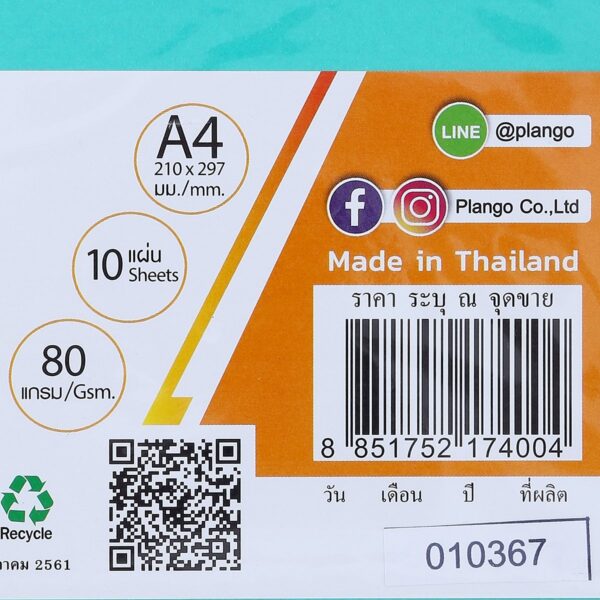 A4
210 x 297
มม./mm.
10 แผ่น
Sheets
80
แกรม/Gsm.
LINE @plango
Plango Co.,Ltd
Made in Thailand
ราคา ระบุ ณ จุดขาย
8 851752 174004
วัน เดือน ปี ที่ผลิต
010367
Recycle
าคม 2561